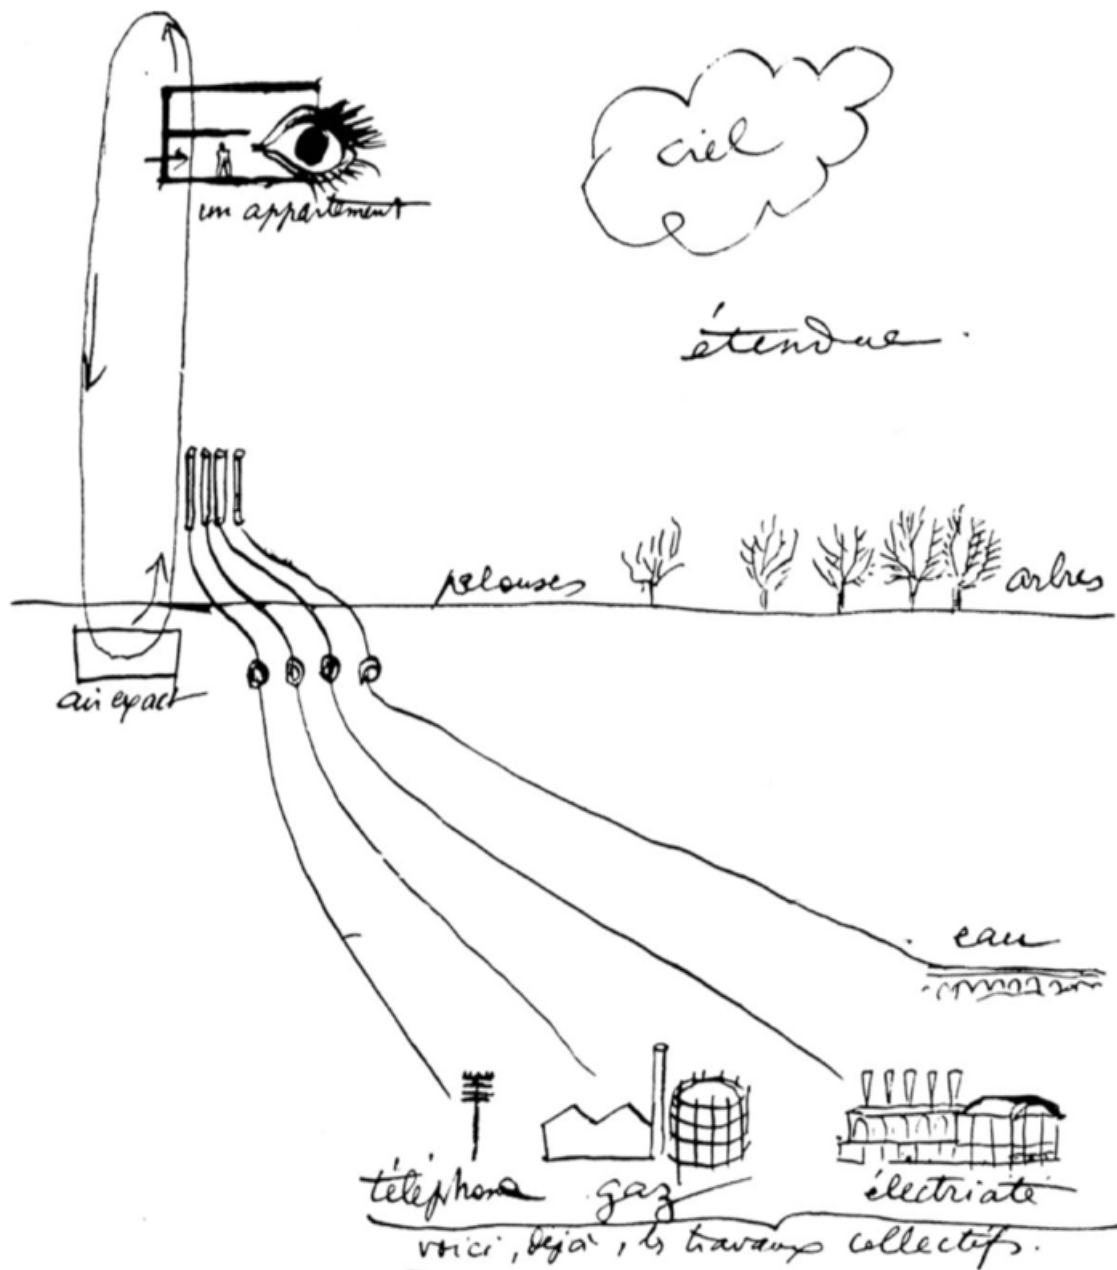 ciel
un appartement
étendue.
pelouses
arbres
air exact
eau
téléphone
gaz
électricité
voici, déjà, les travaux collectifs.